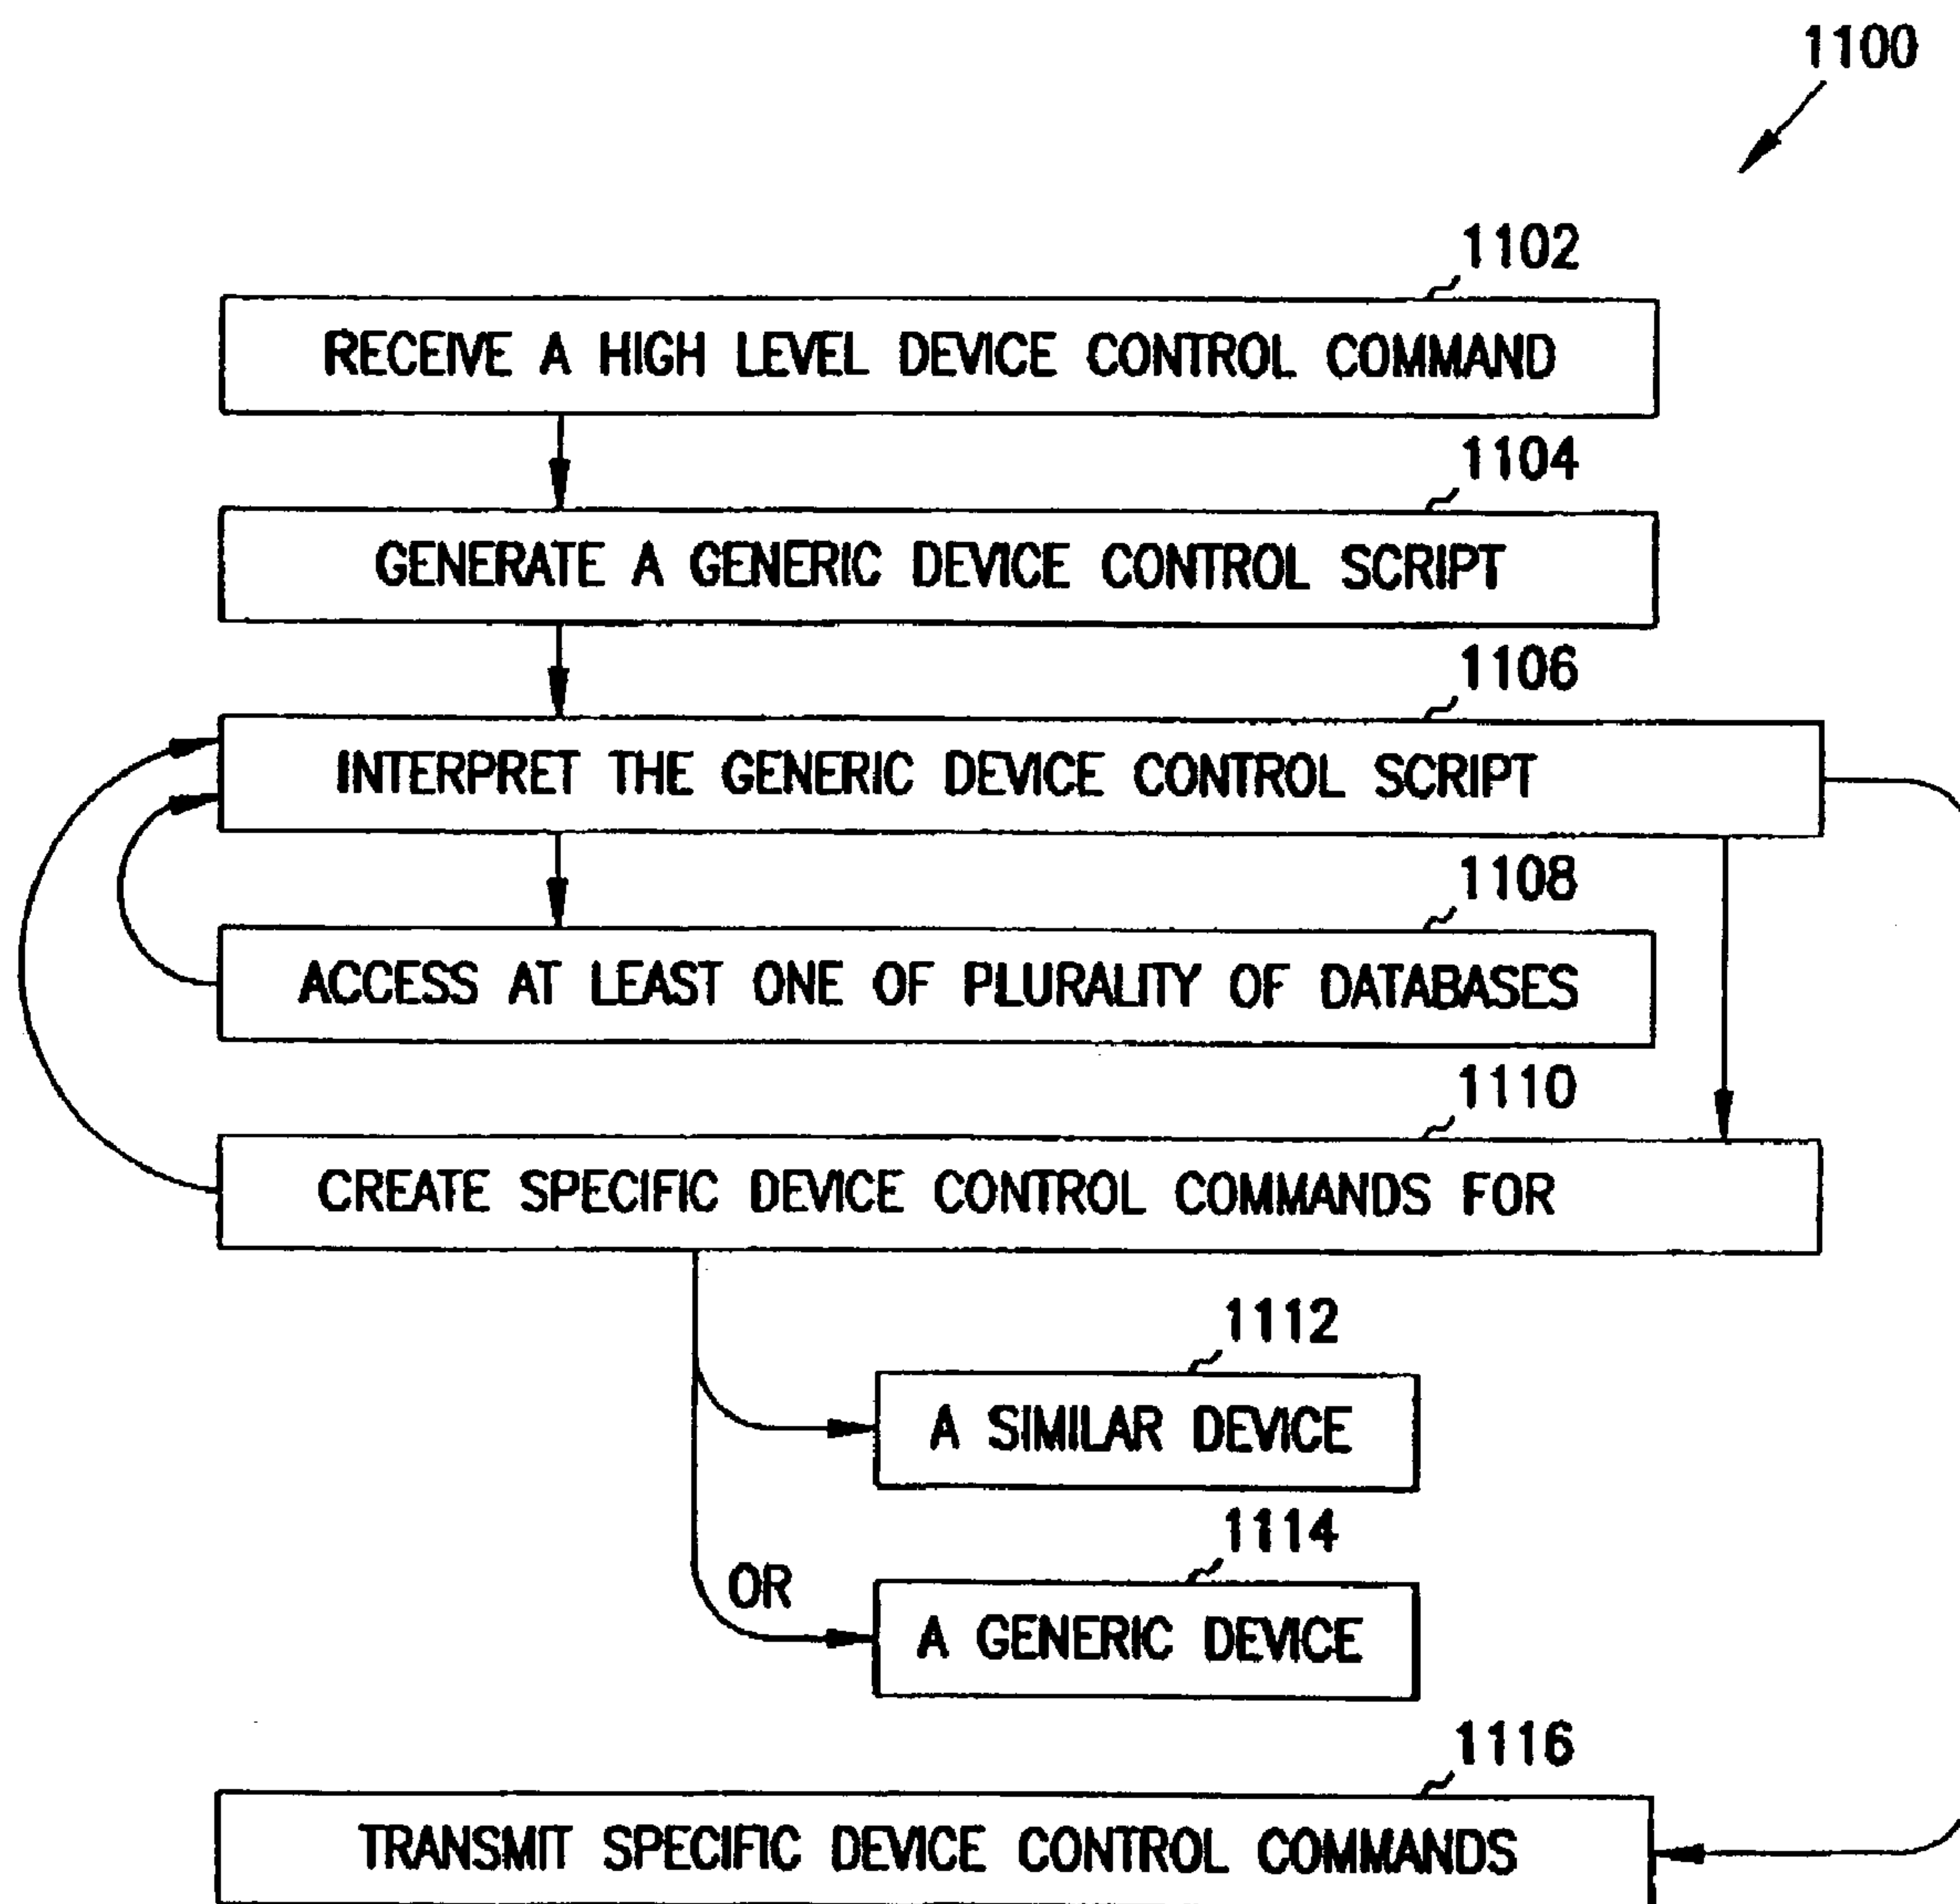 1100
1102
RECEIVE A HIGH LEVEL DEVICE CONTROL COMMAND
1104
GENERATE A GENERIC DEVICE CONTROL SCRIPT
1106
INTERPRET THE GENERIC DEVICE CONTROL SCRIPT
1108
ACCESS AT LEAST ONE OF PLURALITY OF DATABASES
1110
CREATE SPECIFIC DEVICE CONTROL COMMANDS FOR
1112
A SIMILAR DEVICE
1114
OR
A GENERIC DEVICE
1116
TRANSMIT SPECIFIC DEVICE CONTROL COMMANDS